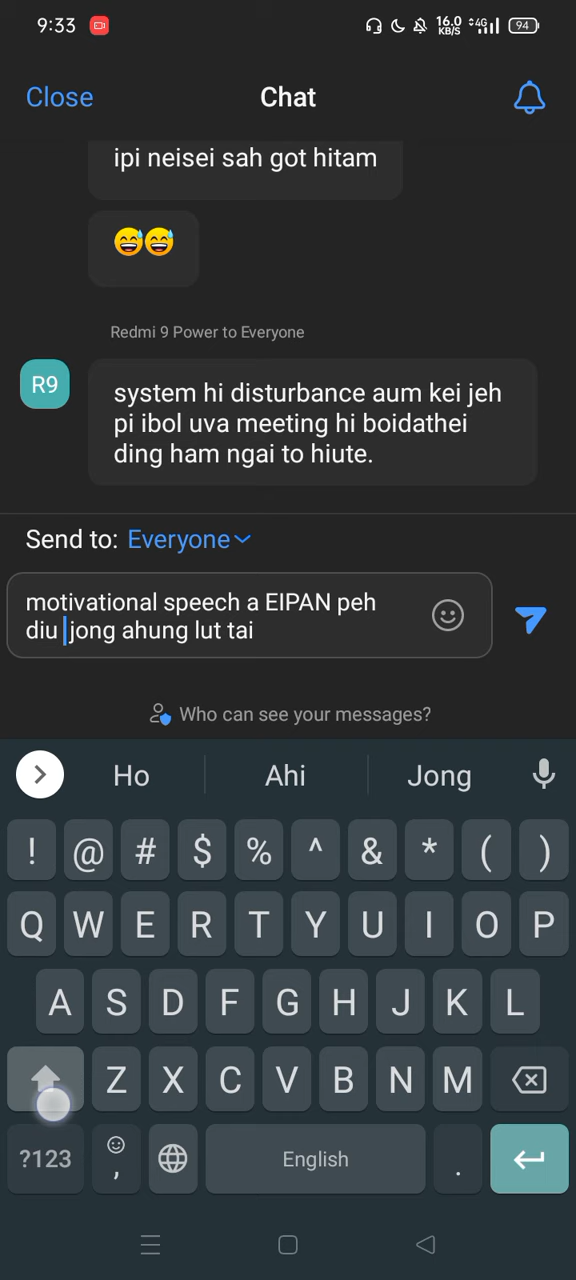 9:33
16.0 KB/S 4G 94
Close Chat
ipi neisei sah got hitam
😅😅
Redmi 9 Power to Everyone
R9
system hi disturbance aum kei jeh
pi ibol uva meeting hi boidathei
ding ham ngai to hiute.
Send to: Everyone
motivational speech a EIPAN peh
diu jong ahung lut tai
Who can see your messages?
Ho Ahi Jong
! @ # $ % ^ & * ( )
Q W E R T Y U I O P
A S D F G H J K L
Z X C V B N M
?123 , English .